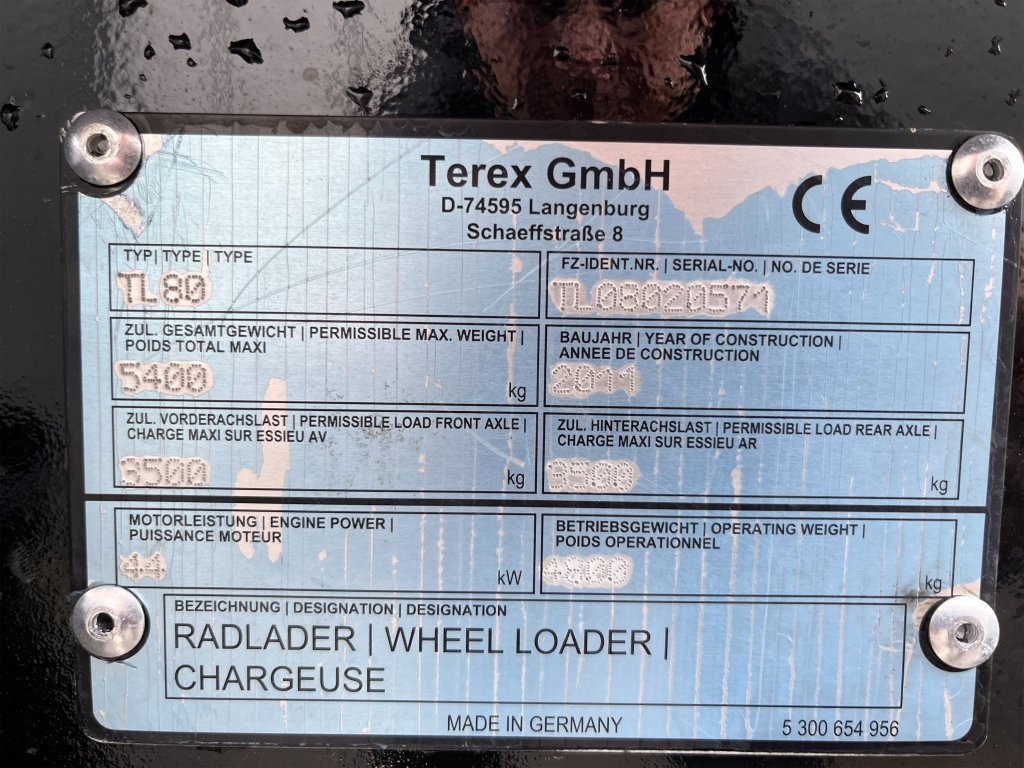 Terex GmbH
D-74595 Langenburg
Schaeffstraße 8
CE
TYP| TYPE | TYPE
TL80
FZ-IDENT.NR. | SERIAL-NO. | NO. DE SERIE
TL08020571
ZUL. GESAMTGEWICHT | PERMISSIBLE MAX. WEIGHT |
POIDS TOTAL MAXI
5400 kg
BAUJAHR | YEAR OF CONSTRUCTION |
ANNEE DE CONSTRUCTION
2011
ZUL. VORDERACHSLAST | PERMISSIBLE LOAD FRONT AXLE |
CHARGE MAXI SUR ESSIEU AV
3500 kg
ZUL. HINTERACHSLAST | PERMISSIBLE LOAD REAR AXLE |
CHARGE MAXI SUR ESSIEU AR
kg
MOTORLEISTUNG | ENGINE POWER |
PUISSANCE MOTEUR
44 kW
BETRIEBSGEWICHT | OPERATING WEIGHT |
POIDS OPERATIONNEL
4800 kg
BEZEICHNUNG | DESIGNATION | DESIGNATION
RADLADER | WHEEL LOADER |
CHARGEUSE
MADE IN GERMANY
5 300 654 956